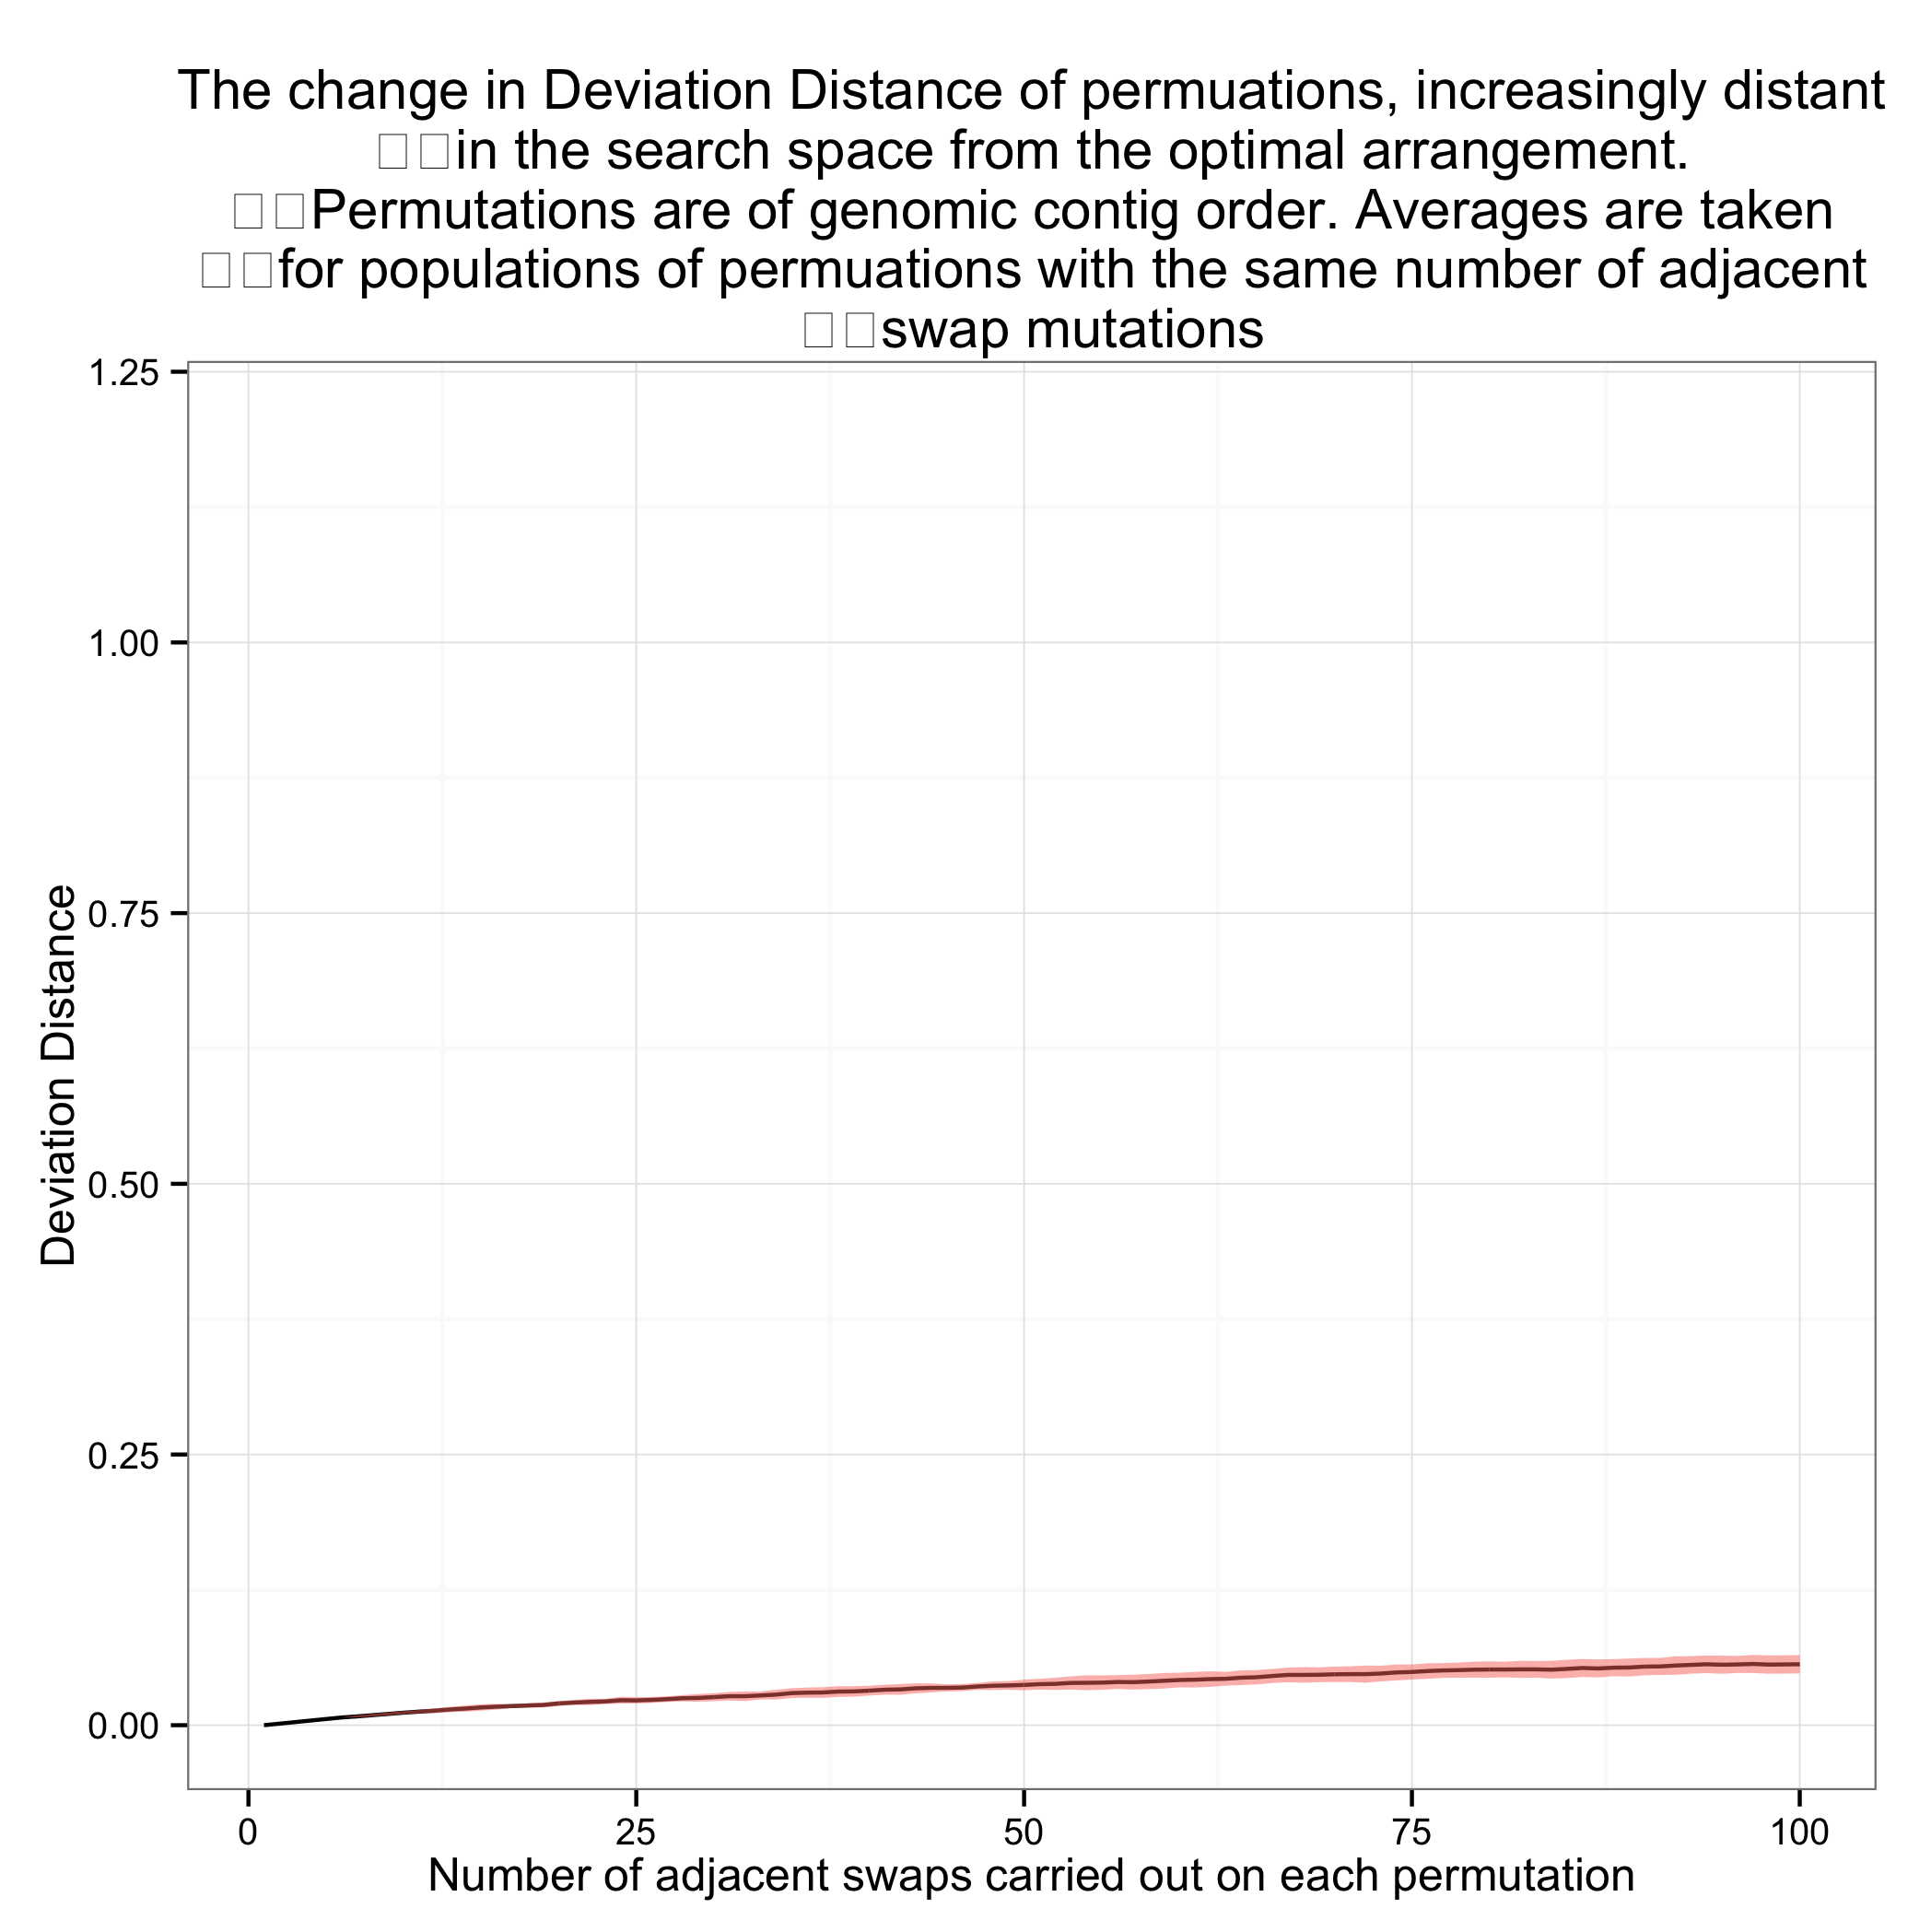 The change in Deviation Distance of permuations, increasingly distant
in the search space from the optimal arrangement.
Permutations are of genomic contig order. Averages are taken
for populations of permuations with the same number of adjacent
swap mutations
1.25
1.00
0.75
0.50
0.25
0.00
Deviation Distance
0
25
50
75
100
Number of adjacent swaps carried out on each permutation